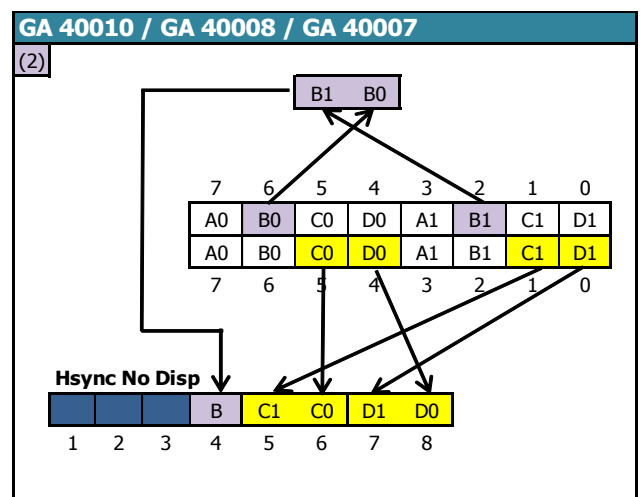 GA 40010 / GA 40008 / GA 40007
(2)
B1 B0
7 6 5 4 3 2 1 0
A0 B0 C0 D0 A1 B1 C1 D1
A0 B0 C0 D0 A1 B1 C1 D1
7 6 5 4 3 2 1 0
Hsync No Disp
B C1 C0 D1 D0
1 2 3 4 5 6 7 8